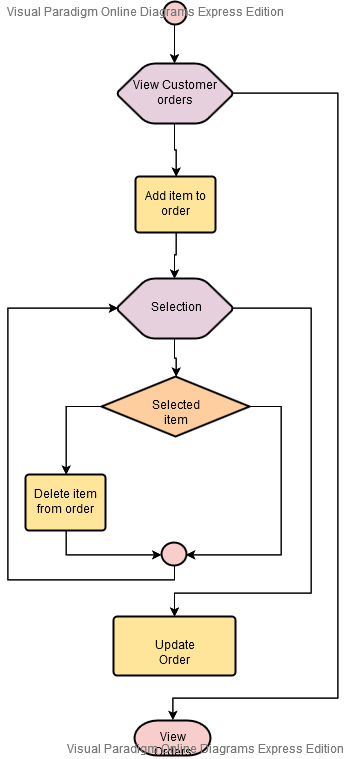 Visual Paradigm Online Diagrams Express Edition
View Customer
orders
Add item to
order
Selection
Selected
item
Delete item
from order
Update
Order
View
Orders
Visual Paradigm Online Diagrams Express Edition